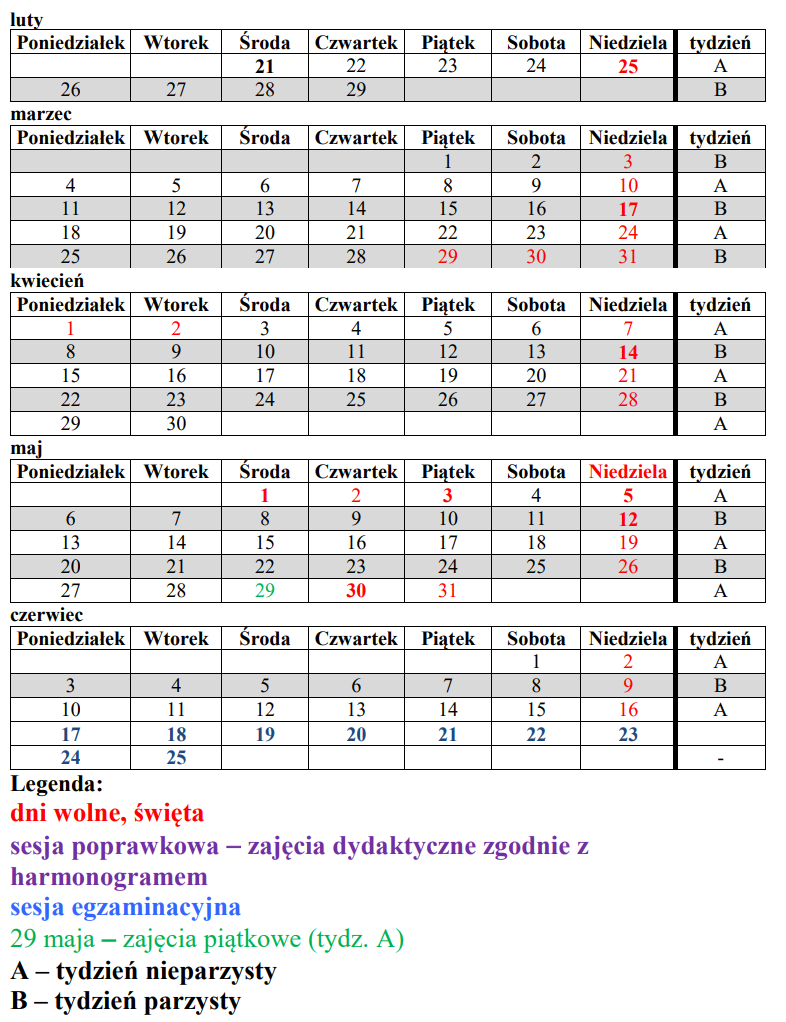 luty
Poniedziałek Wtorek Środa Czwartek Piątek Sobota Niedziela tydzień
21 22 23 24 25 A
26 27 28 29 B
marzec
Poniedziałek Wtorek Środa Czwartek Piątek Sobota Niedziela tydzień
1 2 3 B
4 5 6 7 8 9 10 A
11 12 13 14 15 16 17 B
18 19 20 21 22 23 24 A
25 26 27 28 29 30 31 B
kwiecień
Poniedziałek Wtorek Środa Czwartek Piątek Sobota Niedziela tydzień
1 2 3 4 5 6 7 A
8 9 10 11 12 13 14 B
15 16 17 18 19 20 21 A
22 23 24 25 26 27 28 B
29 30 A
maj
Poniedziałek Wtorek Środa Czwartek Piątek Sobota Niedziela tydzień
1 2 3 4 5 A
6 7 8 9 10 11 12 B
13 14 15 16 17 18 19 A
20 21 22 23 24 25 26 B
27 28 29 30 31 A
czerwiec
Poniedziałek Wtorek Środa Czwartek Piątek Sobota Niedziela tydzień
1 2 A
3 4 5 6 7 8 9 B
10 11 12 13 14 15 16 A
17 18 19 20 21 22 23
24 25 -
Legenda:
dni wolne, święta
sesja poprawkowa – zajęcia dydaktyczne zgodnie z
harmonogramem
sesja egzaminacyjna
29 maja – zajęcia piątkowe (tydz. A)
A – tydzień nieparzysty
B – tydzień parzysty